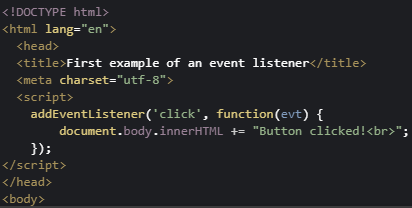 <!DOCTYPE html>
<html lang="en">
<head>
<title>First example of an event listener</title>
<meta charset="utf-8">
<script>
addEventListener('click', function(evt) {
document.body.innerHTML += "Button clicked!<br>";
});
</script>
</head>
<body>